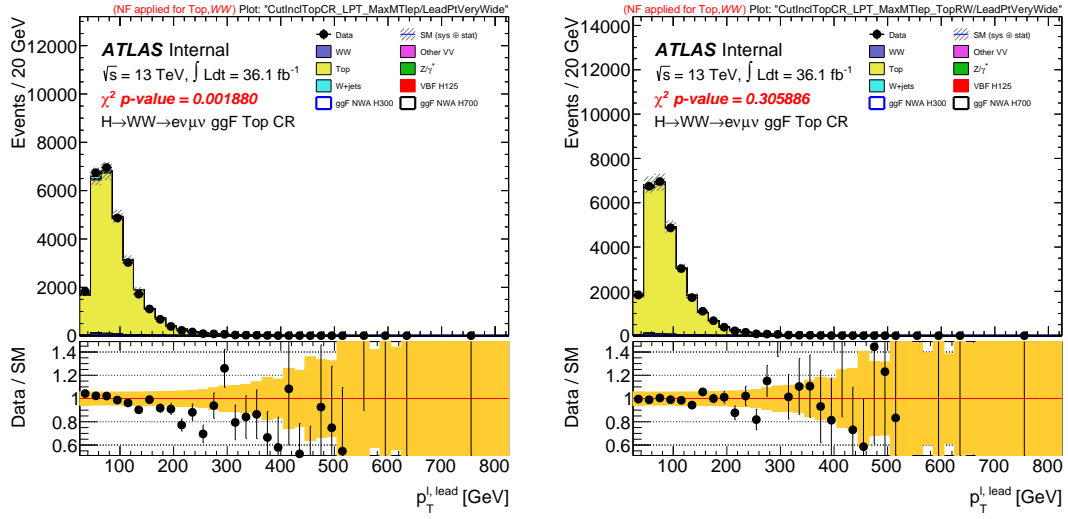 (NF applied for Top,WW) Plot: "CutInclTopCR_LPT_MaxMTlep/LeadPtVeryWide"
Events / 20 GeV
12000
10000
8000
6000
4000
2000
0
ATLAS Internal
√s = 13 TeV, ∫ Ldt = 36.1 fb⁻¹
χ² p-value = 0.001880
H→WW→eνμν ggF Top CR
Data
SM (sys ⊕ stat)
WW
Other VV
Top
Z/γ*
W+jets
VBF H125
ggF NWA H300
ggF NWA H700
Data / SM
1.4
1.2
1
0.8
0.6
100 200 300 400 500 600 700 800
p_T^{l, lead} [GeV]
(NF applied for Top,WW) Plot: "CutInclTopCR_LPT_MaxMTlep_TopRW/LeadPtVeryWide"
Events / 20 GeV
14000
12000
10000
8000
6000
4000
2000
0
ATLAS Internal
√s = 13 TeV, ∫ Ldt = 36.1 fb⁻¹
χ² p-value = 0.305886
H→WW→eνμν ggF Top CR
Data
SM (sys ⊕ stat)
WW
Other VV
Top
Z/γ*
W+jets
VBF H125
ggF NWA H300
ggF NWA H700
Data / SM
1.4
1.2
1
0.8
0.6
100 200 300 400 500 600 700 800
p_T^{l, lead} [GeV]